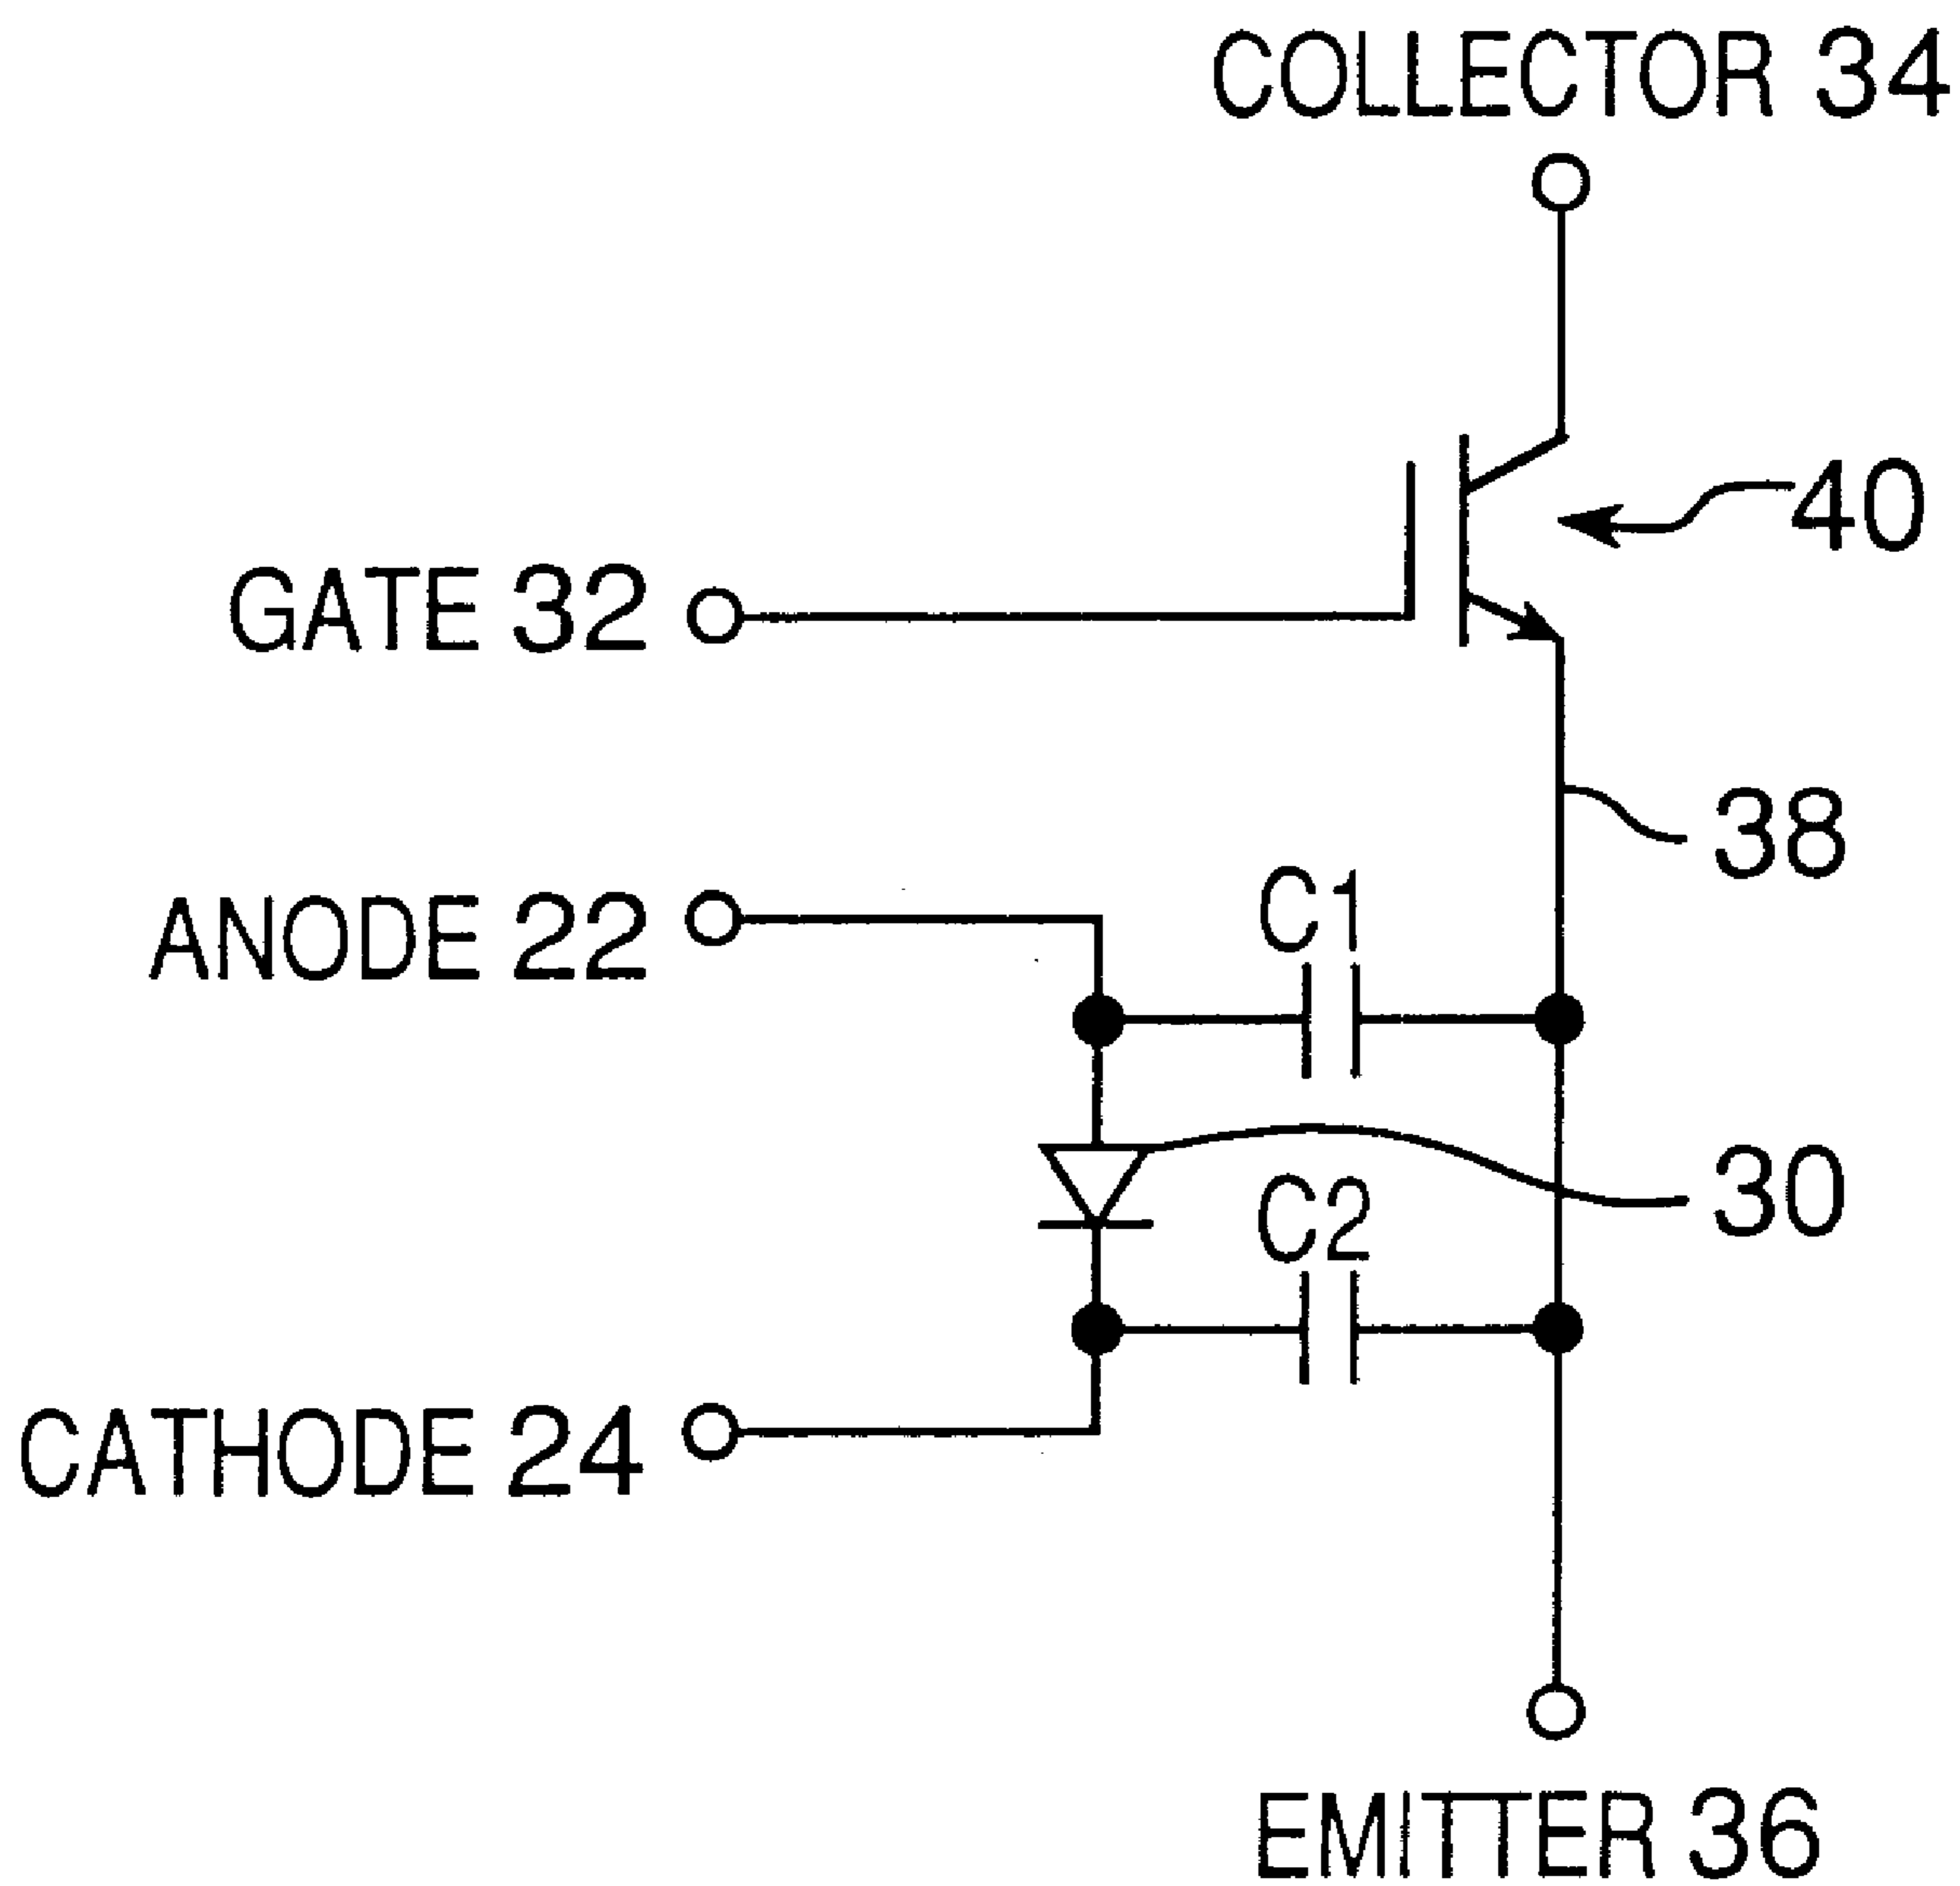 COLLECTOR 34
40
GATE 32
38
C1
ANODE 22
30
C2
CATHODE 24
EMITTER 36